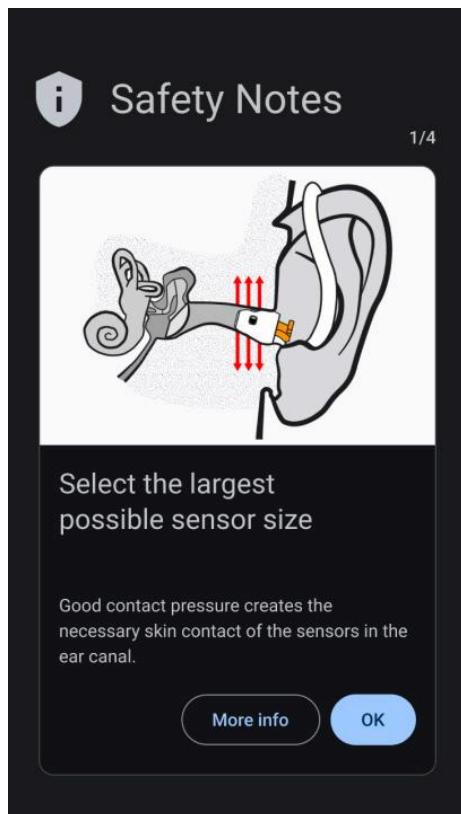 Safety Notes
1/4
Select the largest
possible sensor size
Good contact pressure creates the
necessary skin contact of the sensors in the
ear canal.
More info
OK